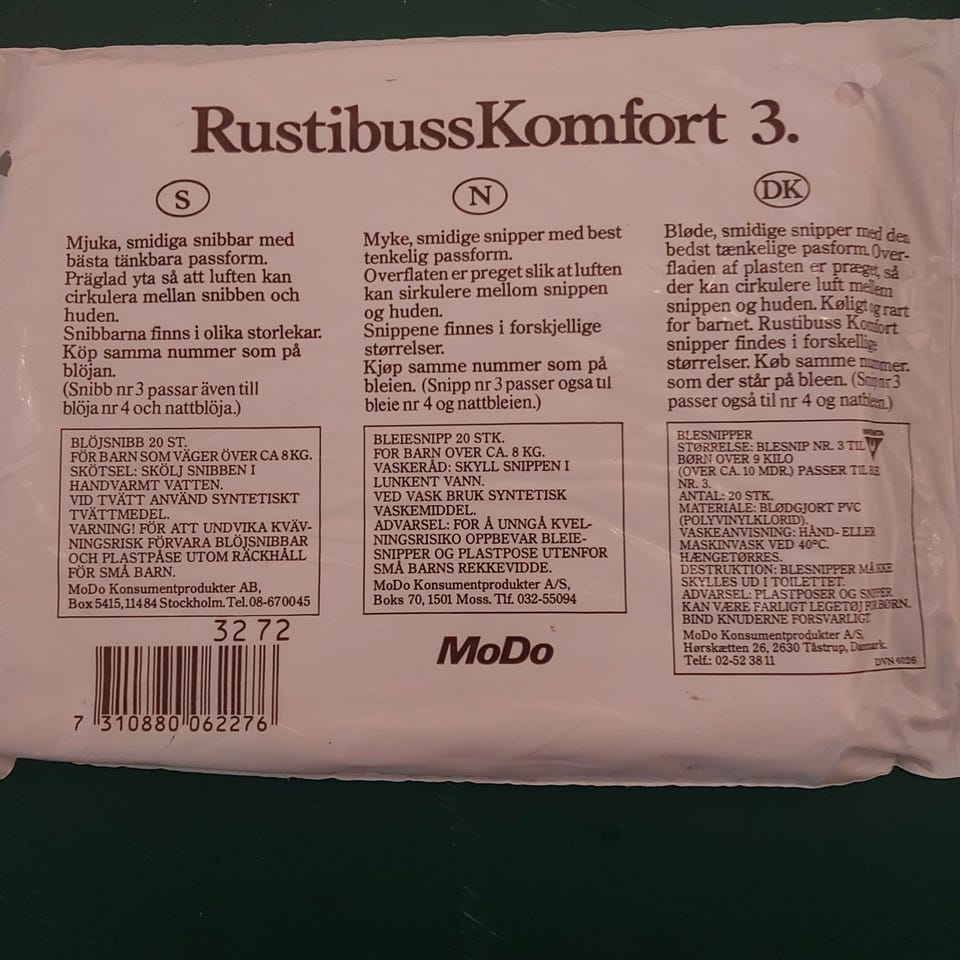 RustibussKomfort 3.
S
Mjuka, smidiga snibbar med
bästa tänkbara passform.
Präglad yta så att luften kan
cirkulera mellan snibben och
huden.
Snibbarna finns i olika storlekar.
Köp samma nummer som på
blöjan.
(Snibb nr 3 passar även till
blöja nr 4 och nattblöja.)
BLÖJSNIBB 20 ST.
FÖR BARN SOM VÄGER ÖVER CA 8 KG.
SKÖTSEL: SKÖLJ SNIBBEN I
HANDVARMT VATTEN.
VID TVÄTT ANVÄND SYNTETISKT
TVÄTTMEDEL.
VARNING! FÖR ATT UNDVIKA KVÄV-
NINGSRISK FÖRVARA BLÖJSNIBBAR
OCH PLASTPÅSE UTOM RÄCKHÅLL
FÖR SMÅ BARN.
MoDo Konsumentprodukter AB,
Box 5415, 114 84 Stockholm. Tel. 08-67 00 45
3272
7 310880 062276
N
Myke, smidige snipper med best
tenkelig passform.
Overflaten er preget slik at luften
kan sirkulere mellom snippen
og huden.
Snippene finnes i forskjellige
størrelser.
Kjøp samme nummer som på
bleien. (Snipp nr 3 passer også til
bleie nr 4 og nattbleien.)
BLEIESNIPP 20 STK.
FOR BARN OVER CA. 8 KG.
VASKERÅD: SKYLL SNIPPEN I
LUNKENT VANN.
VED VASK BRUK SYNTETISK
VASKEMIDDEL.
ADVARSEL: FOR Å UNNGÅ KVEL-
NINGSRISIKO OPPBEVAR BLEIE-
SNIPPER OG PLASTPOSE UTENFOR
SMÅ BARNS REKKEVIDDE.
MoDo Konsumentprodukter A/S,
Boks 70, 1501 Moss. Tlf. 032-55094
MoDo
DK
Bløde, smidige snipper med den
bedst tænkelige pasform. Over-
fladen af plasten er præget, så
der kan cirkulere luft mellem
snippen og huden. Køligt og rart
for barnet. Rustibuss Komfort
snipper findes i forskellige
størrelser. Køb samme nummer.
som der står på bleen. (Snip nr 3
passer også til nr 4 og natbleen.)
BLESNIPPER
STØRRELSE: BLESNIP NR. 3 TIL
BØRN OVER 9 KILO
(OVER CA. 10 MDR.) PASSER TIL BLE
NR. 3.
ANTAL: 20 STK.
MATERIALE: BLØDGJORT PVC
(POLYVINYLKLORID).
VASKEANVISNING: HÅND- ELLER
MASKINVASK VED 40°C.
HÆNGETØRRES.
DESTRUKTION: BLESNIPPER MÅ IKKE
SKYLLES UD I TOILETTET.
ADVARSEL: PLASTPOSER OG SNIPPER
KAN VÆRE FARLIGT LEGETØJ FOR BØRN.
BIND KNUDERNE FORSVARLIGT
MoDo Konsumentprodukter A/S,
Hørskætten 26, 2630 Tåstrup, Danmark.
Telf.: 02-52 38 11
DVN 6026